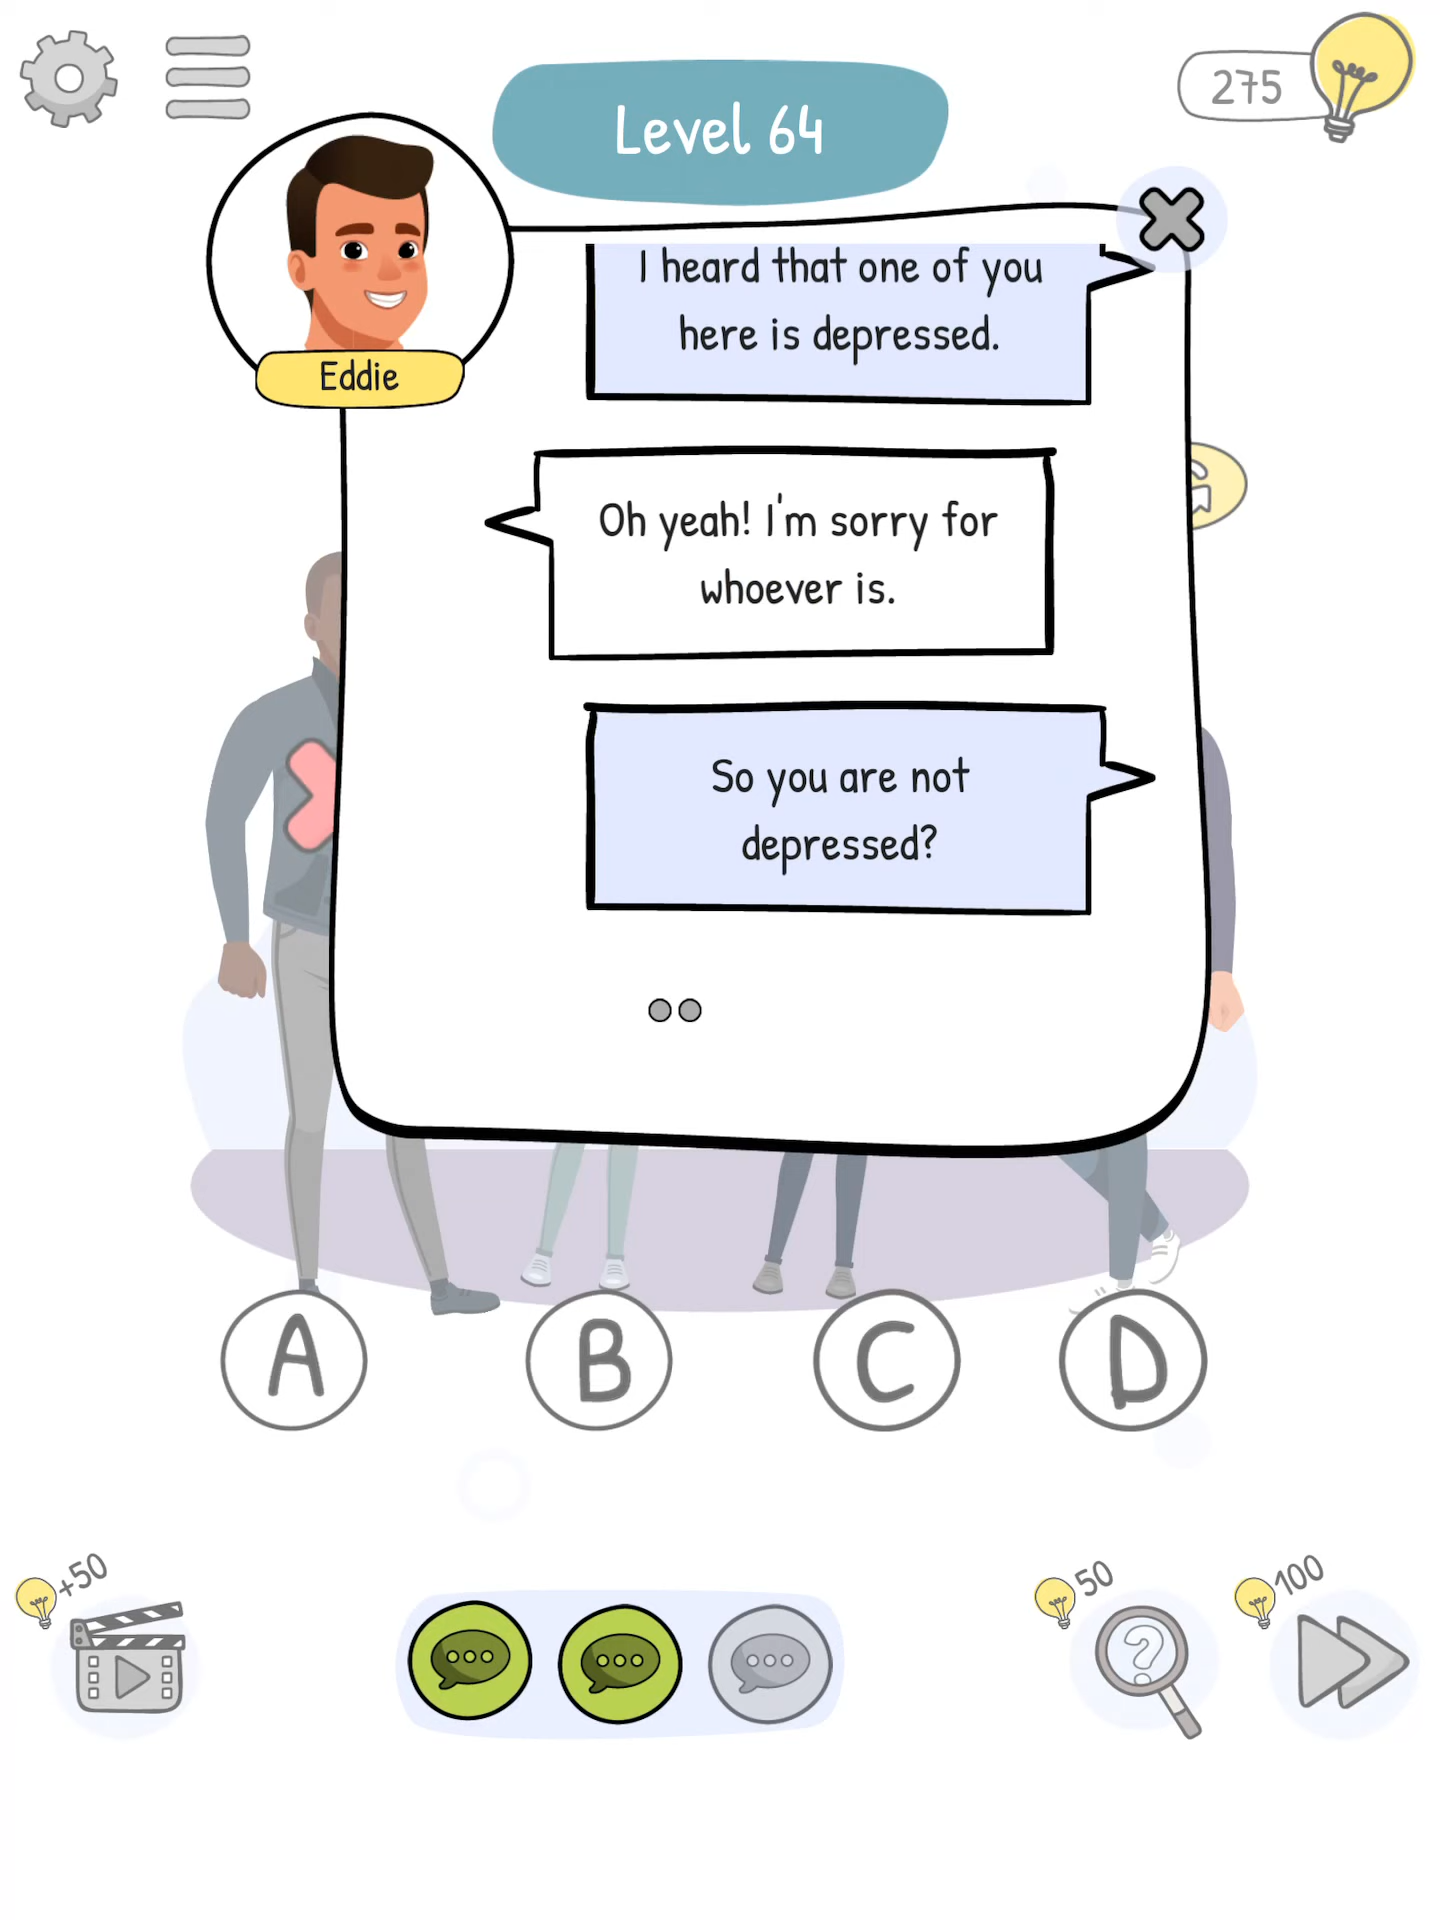 Level 64
275
Eddie
I heard that one of you
here is depressed.
Oh yeah! I'm sorry for
whoever is.
So you are not
depressed?
A
B
C
D
+50
50
?
100